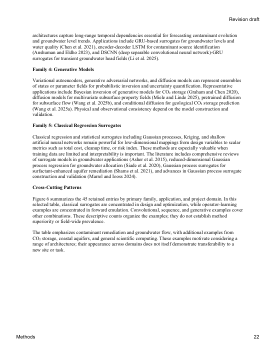 Revision draft
architectures capture long-range temporal dependencies essential for forecasting contaminant evolution
and groundwater level trends. Applications include GRU-based surrogates for groundwater levels and
water quality (Chen et al. 2021), encoder-decoder LSTM for contaminant source identification
(Anshuman and Eldho 2023), and DSCNN (deep separable convolutional neural network)-GRU
surrogates for transient groundwater head fields (Li et al. 2025).
Family 4: Generative Models
Variational autoencoders, generative adversarial networks, and diffusion models can represent ensembles
of states or parameter fields for probabilistic inversion and uncertainty quantification. Representative
applications include Bayesian inversion of generative models for CO₂ storage (Graham and Chen 2020),
diffusion models for multivariate subsurface property fields (Miele and Linde 2025), pretrained diffusion
for subsurface flow (Wang et al. 2025b), and conditional diffusion for geological CO₂ storage prediction
(Wang et al. 2025a). Physical and observational consistency depend on the model construction and
validation.
Family 5: Classical Regression Surrogates
Classical regression and statistical surrogates including Gaussian processes, Kriging, and shallow
artificial neural networks remain powerful for low-dimensional mappings from design variables to scalar
metrics such as total cost, cleanup time, or risk index. These methods are especially valuable when
training data are limited and interpretability is important. The literature includes comprehensive reviews
of surrogate models in groundwater applications (Asher et al. 2015), reduced-dimensional Gaussian
process regression for groundwater allocation (Siade et al. 2020), Gaussian process surrogates for
surfactant-enhanced aquifer remediation (Sbarai et al. 2021), and advances in Gaussian process surrogate
construction and validation (Martel and Josse 2024).
Cross-Cutting Patterns
Figure 6 summarizes the 45 retained entries by primary family, application, and project domain. In this
selected table, classical surrogates are concentrated in design and optimization, while operator-learning
examples are concentrated in forward emulation. Convolutional, sequence, and generative examples cover
other combinations. These descriptive counts organize the examples; they do not establish method
superiority or field-wide prevalence.
The table emphasizes contaminant remediation and groundwater flow, with additional examples from
CO₂ storage, coastal aquifers, and general scientific computing. These examples motivate considering a
range of architectures; their appearance across domains does not itself demonstrate transferability to a
new site or task.
Methods
22